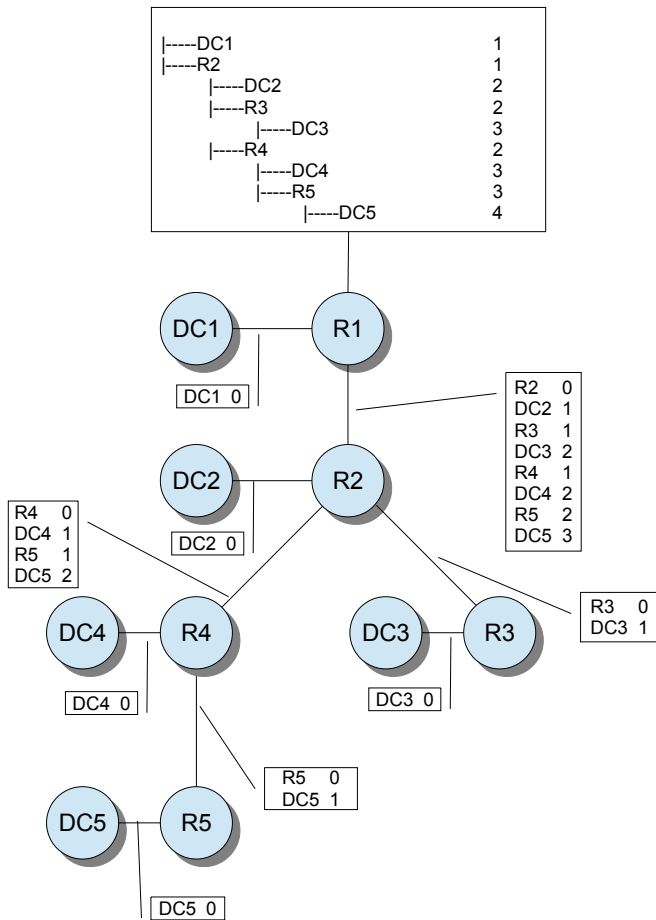 |-----DC1 1
|-----R2 1
|-----DC2 2
|-----R3 2
|-----DC3 3
|-----R4 2
|-----DC4 3
|-----R5 3
|-----DC5 4
DC1
R1
DC1 0
R2 0
DC2 1
R3 1
DC3 2
R4 1
DC4 2
R5 2
DC5 3
DC2
R2
DC2 0
R4 0
DC4 1
R5 1
DC5 2
R3 0
DC3 1
DC4
R4
DC3
R3
DC4 0
DC3 0
R5 0
DC5 1
DC5
R5
DC5 0